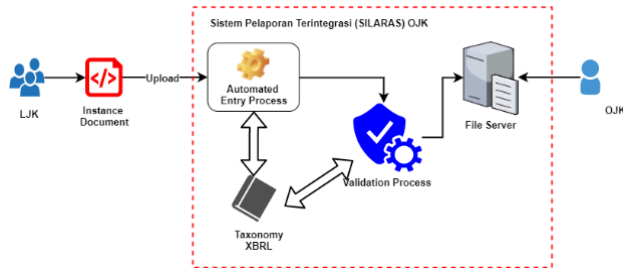 Sistem Pelaporan Terintegrasi (SILARAS) OJK
LJK
Instance
Document
Upload
Automated
Entry Process
Validation Process
File Server
OJK
Taxonomy
XBRL